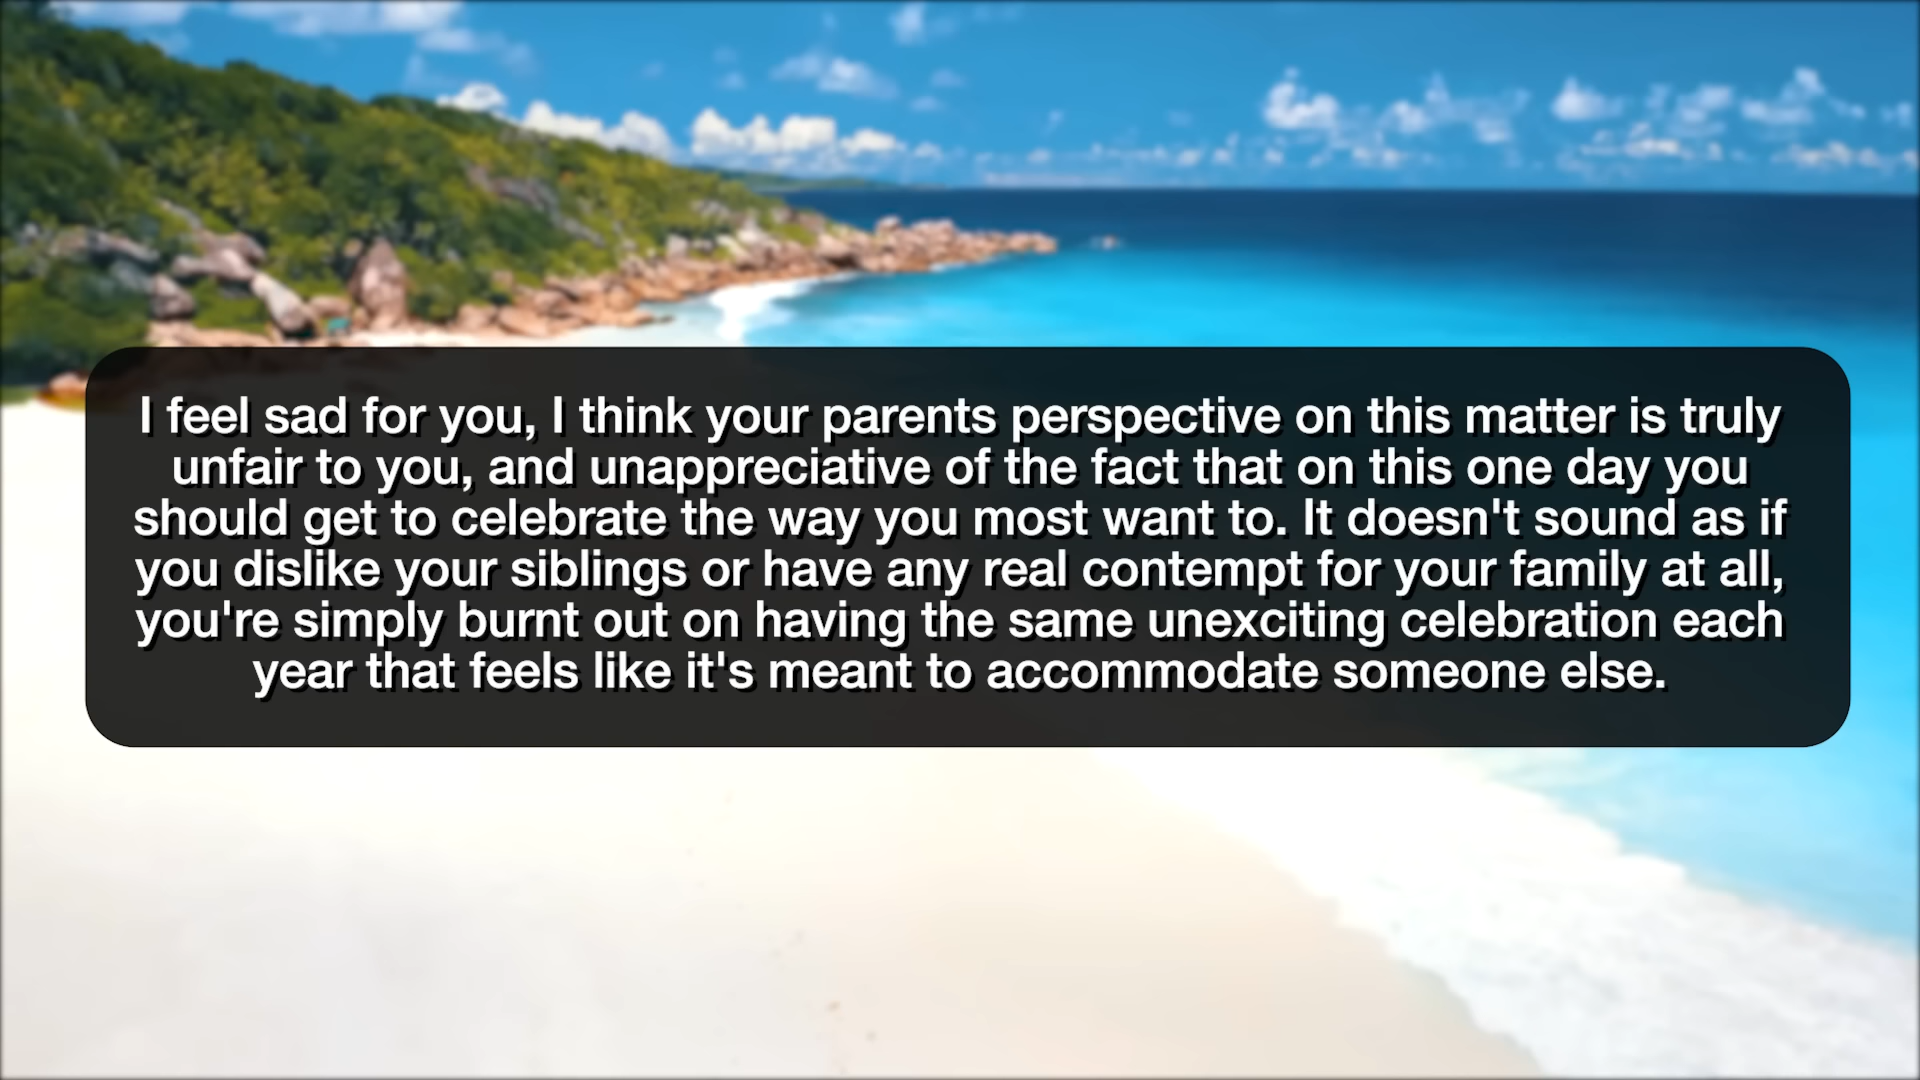 I feel sad for you, I think your parents perspective on this matter is truly
unfair to you, and unappreciative of the fact that on this one day you
should get to celebrate the way you most want to. It doesn't sound as if
you dislike your siblings or have any real contempt for your family at all,
you're simply burnt out on having the same unexciting celebration each
year that feels like it's meant to accommodate someone else.